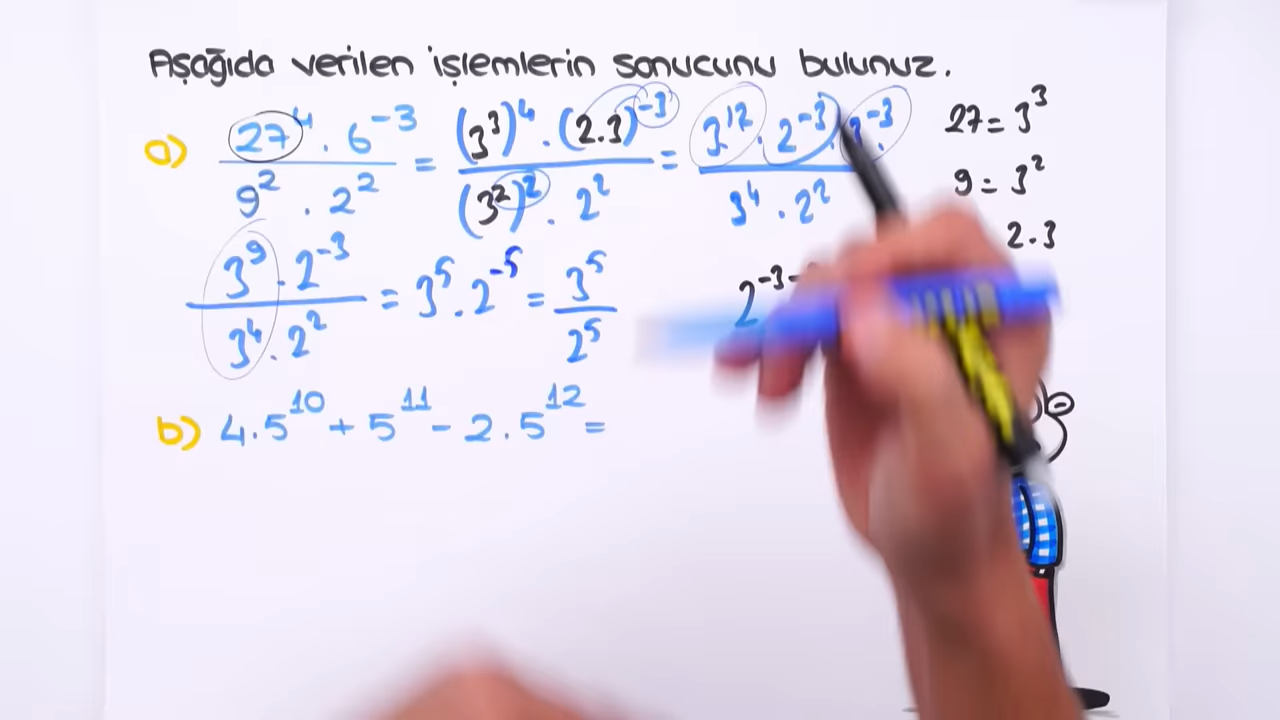 Aşağıda verilen işlemlerin sonucunu bulunuz.
a) 27⁴ . 6⁻³ / 9² . 2² = (3³)⁴ . (2.3)⁻³ / (3²)² . 2² = 3¹² . 2⁻³ . 3⁻³ / 3⁴ . 2²
27 = 3³
9 = 3²
2.3
3⁹ . 2⁻³ / 3⁴ . 2² = 3⁵ . 2⁻⁵ = 3⁵ / 2⁵
2⁻³⁻
b) 4.5¹⁰ + 5¹¹ - 2.5¹² =